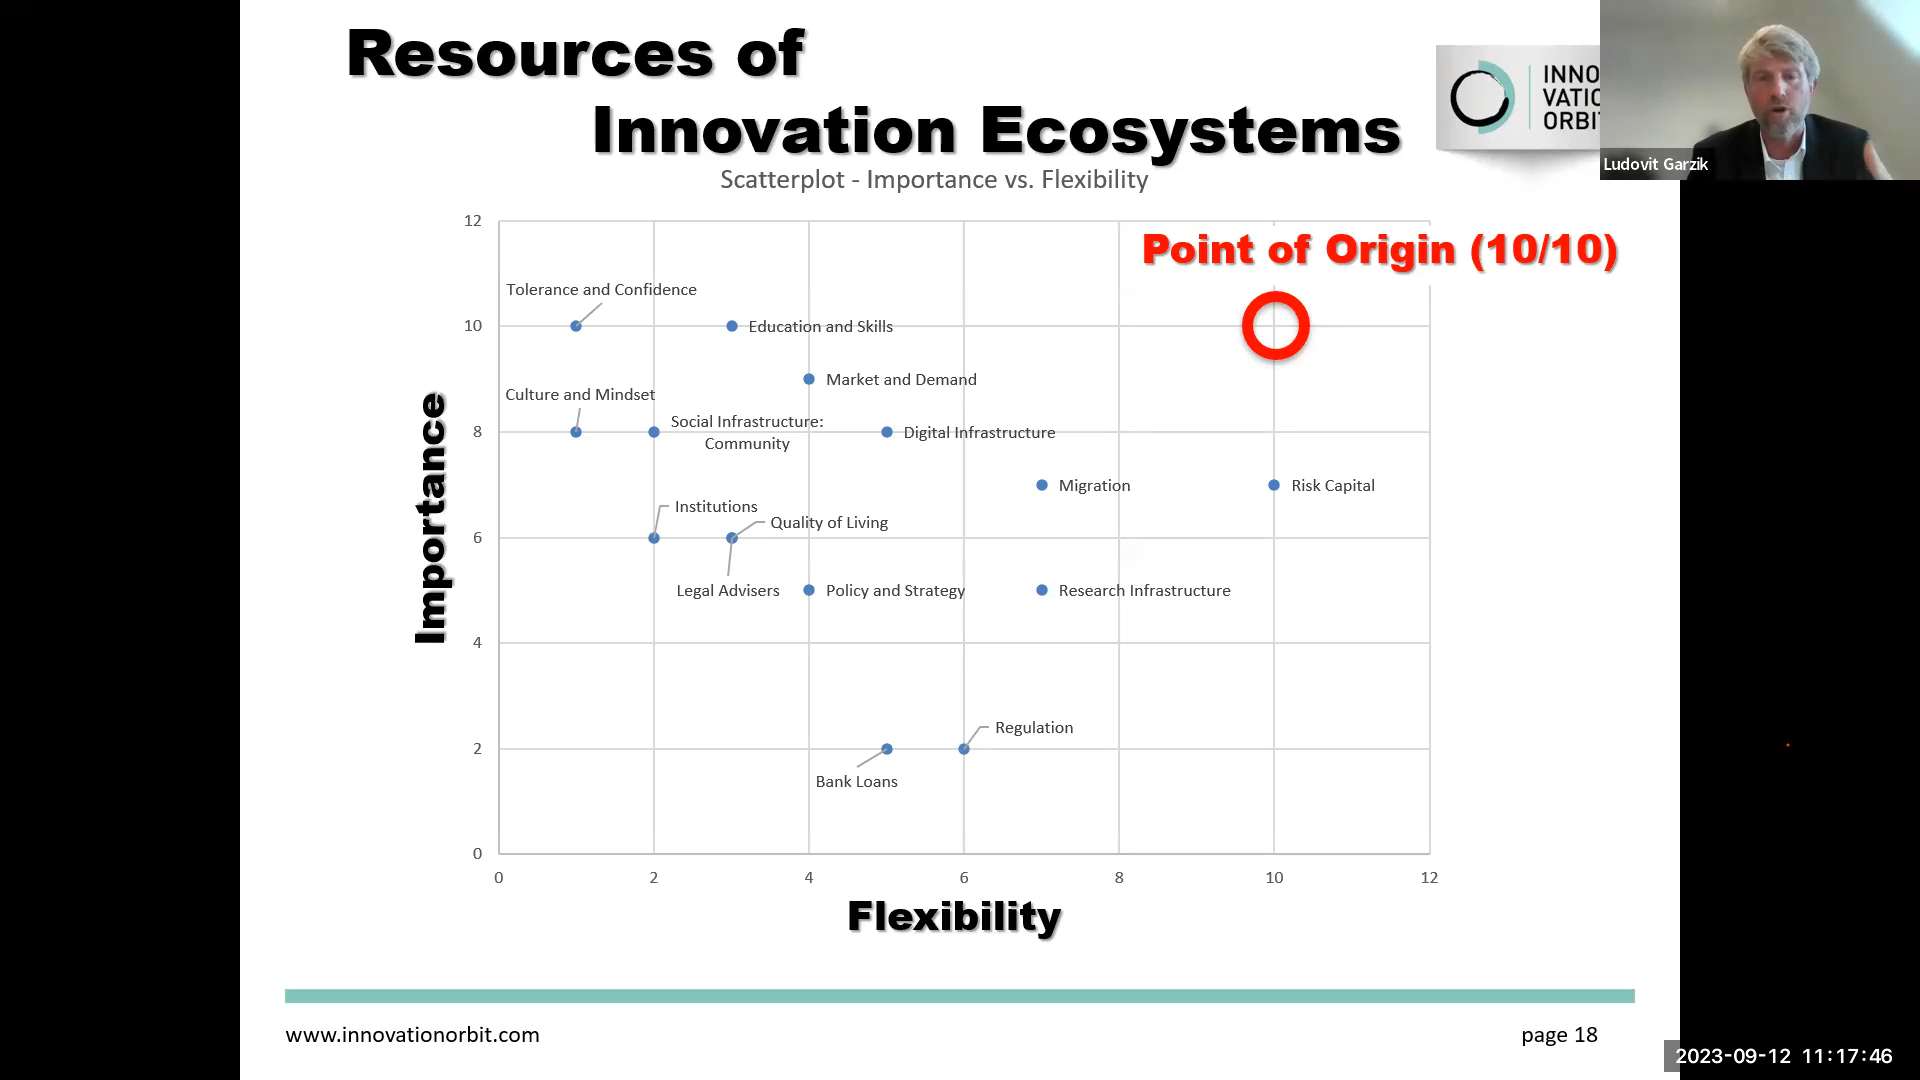 Resources of
Innovation Ecosystems
INNO
VATIO
ORBI
Ludovit Garzik
Scatterplot - Importance vs. Flexibility
Point of Origin (10/10)
12
10
8
6
4
2
0
Tolerance and Confidence
Education and Skills
Market and Demand
Culture and Mindset
Social Infrastructure:
Community
Digital Infrastructure
Migration
Risk Capital
Institutions
Quality of Living
Legal Advisers
Policy and Strategy
Research Infrastructure
Regulation
Bank Loans
Importance
0 2 4 6 8 10 12
Flexibility
www.innovationorbit.com
page 18
2023-09-12 11:17:46